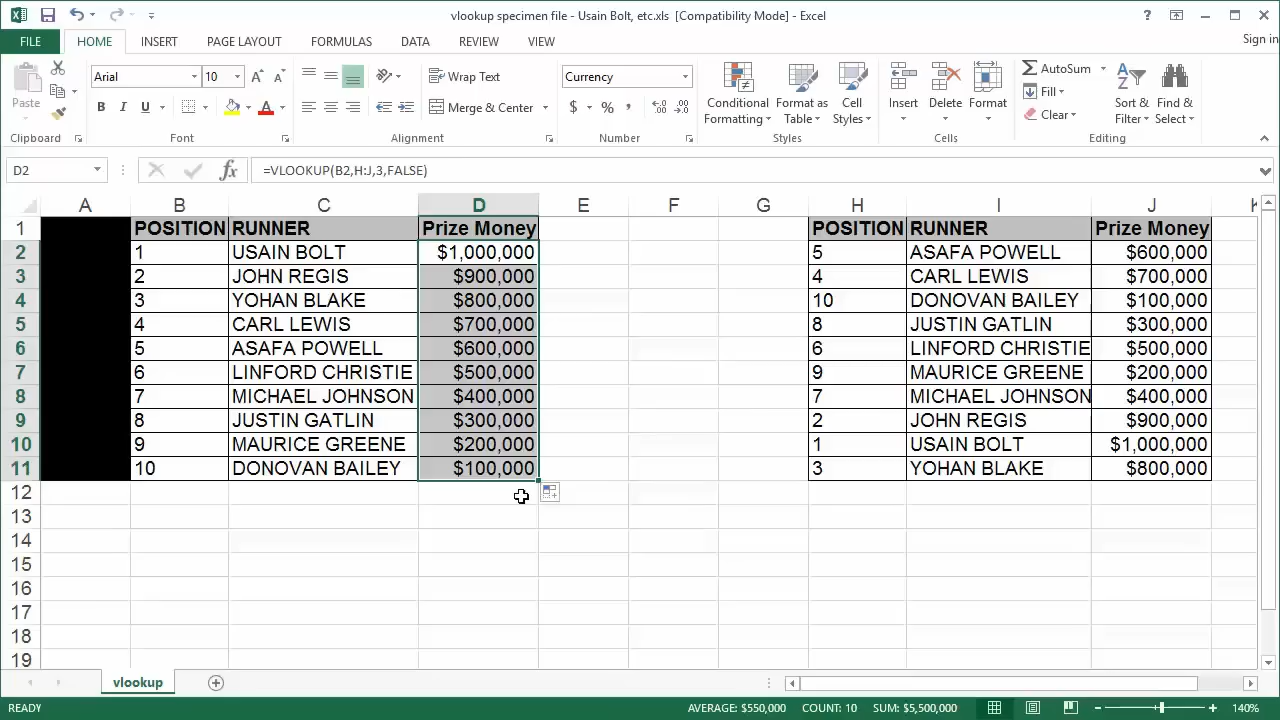 vlookup specimen file - Usain Bolt, etc.xls [Compatibility Mode] - Excel
?
Sign in
FILE HOME INSERT PAGE LAYOUT FORMULAS DATA REVIEW VIEW
Paste
Clipboard
Arial 10 A A
B I U A
Font
Wrap Text
Merge & Center
Alignment
Currency
$ % , .00 .00
Number
Conditional Formatting
Format as Table
Cell Styles
Styles
Insert Delete Format
Cells
AutoSum
Fill
Clear
Sort & Filter
Find & Select
Editing
D2 fx =VLOOKUP(B2,H:J,3,FALSE)
A B C D E F G H I J K
1 POSITION RUNNER Prize Money POSITION RUNNER Prize Money
2 1 USAIN BOLT $1,000,000 5 ASAFA POWELL $600,000
3 2 JOHN REGIS $900,000 4 CARL LEWIS $700,000
4 3 YOHAN BLAKE $800,000 10 DONOVAN BAILEY $100,000
5 4 CARL LEWIS $700,000 8 JUSTIN GATLIN $300,000
6 5 ASAFA POWELL $600,000 6 LINFORD CHRISTIE $500,000
7 6 LINFORD CHRISTIE $500,000 9 MAURICE GREENE $200,000
8 7 MICHAEL JOHNSON $400,000 7 MICHAEL JOHNSON $400,000
9 8 JUSTIN GATLIN $300,000 2 JOHN REGIS $900,000
10 9 MAURICE GREENE $200,000 1 USAIN BOLT $1,000,000
11 10 DONOVAN BAILEY $100,000 3 YOHAN BLAKE $800,000
12
13
14
15
16
17
18
19
vlookup
READY AVERAGE: $550,000 COUNT: 10 SUM: $5,500,000 140%